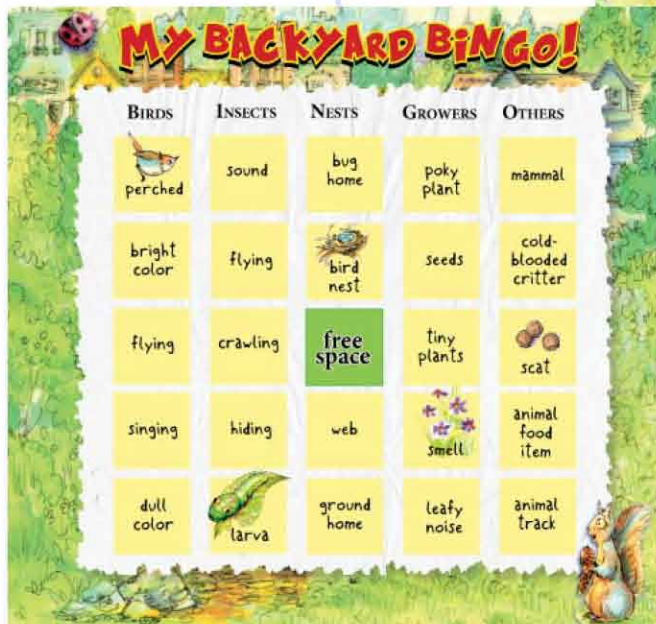 MY BACKYARD BINGO!
BIRDS INSECTS NESTS GROWERS OTHERS
perched
sound
bug
home
poky
plant
mammal
bright
color
flying
bird
nest
seeds
cold-
blooded
critter
flying
crawling
free
space
tiny
plants
scat
singing
hiding
web
smell
animal
food
item
dull
color
larva
ground
home
leafy
noise
animal
track